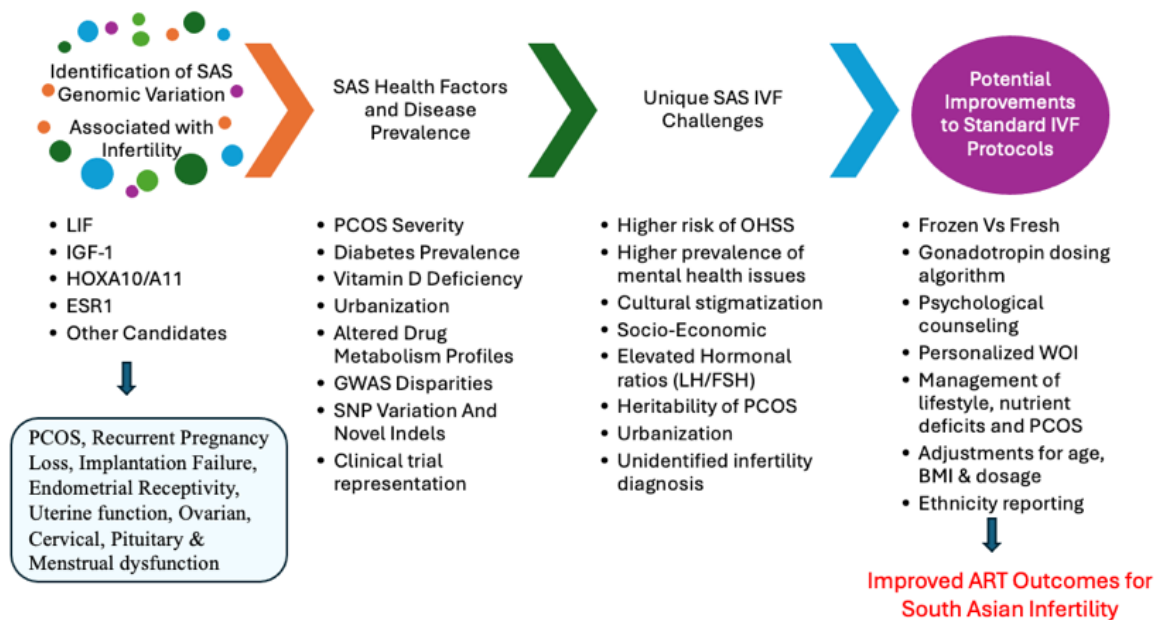 Identification of SAS
Genomic Variation
Associated with
Infertility
SAS Health Factors
and Disease
Prevalence
Unique SAS IVF
Challenges
Potential
Improvements
to Standard IVF
Protocols
• LIF
• IGF-1
• HOXA10/A11
• ESR1
• Other Candidates
PCOS, Recurrent Pregnancy
Loss, Implantation Failure,
Endometrial Receptivity,
Uterine function, Ovarian,
Cervical, Pituitary &
Menstrual dysfunction
• PCOS Severity
• Diabetes Prevalence
• Vitamin D Deficiency
• Urbanization
• Altered Drug
Metabolism Profiles
• GWAS Disparities
• SNP Variation And
Novel Indels
• Clinical trial
representation
• Higher risk of OHSS
• Higher prevalence of
mental health issues
• Cultural stigmatization
• Socio-Economic
• Elevated Hormonal
ratios (LH/FSH)
• Heritability of PCOS
• Urbanization
• Unidentified infertility
diagnosis
• Frozen Vs Fresh
• Gonadotropin dosing
algorithm
• Psychological
counseling
• Personalized WOI
• Management of
lifestyle, nutrient
deficits and PCOS
• Adjustments for age,
BMI & dosage
• Ethnicity reporting
Improved ART Outcomes for
South Asian Infertility